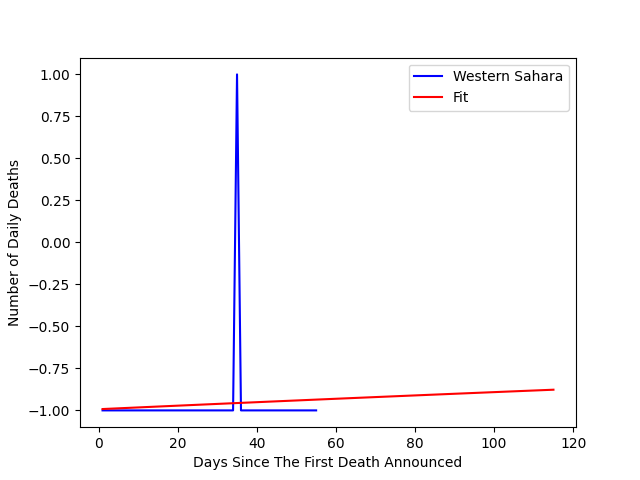 Western Sahara
Fit
Number of Daily Deaths
1.00
0.75
0.50
0.25
0.00
−0.25
−0.50
−0.75
−1.00
0 20 40 60 80 100 120
Days Since The First Death Announced